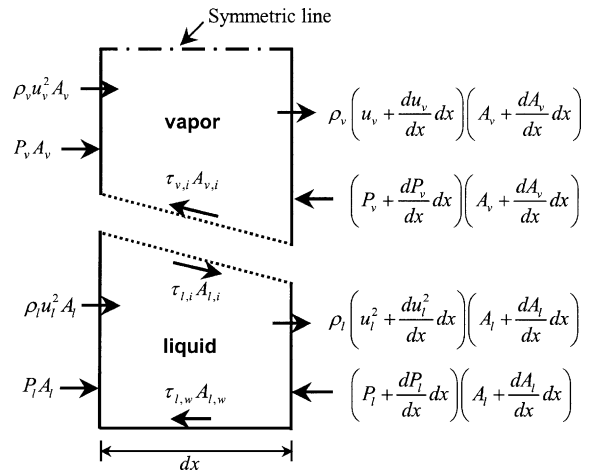 Symmetric line
ρ_v u_v^2 A_v
vapor
ρ_v (u_v + du_v/dx dx)(A_v + dA_v/dx dx)
P_v A_v
τ_{v,i} A_{v,i}
(P_v + dP_v/dx dx)(A_v + dA_v/dx dx)
τ_{l,i} A_{l,i}
ρ_l u_l^2 A_l
ρ_l (u_l^2 + du_l^2/dx dx)(A_l + dA_l/dx dx)
liquid
P_l A_l
τ_{l,w} A_{l,w}
(P_l + dP_l/dx dx)(A_l + dA_l/dx dx)
dx